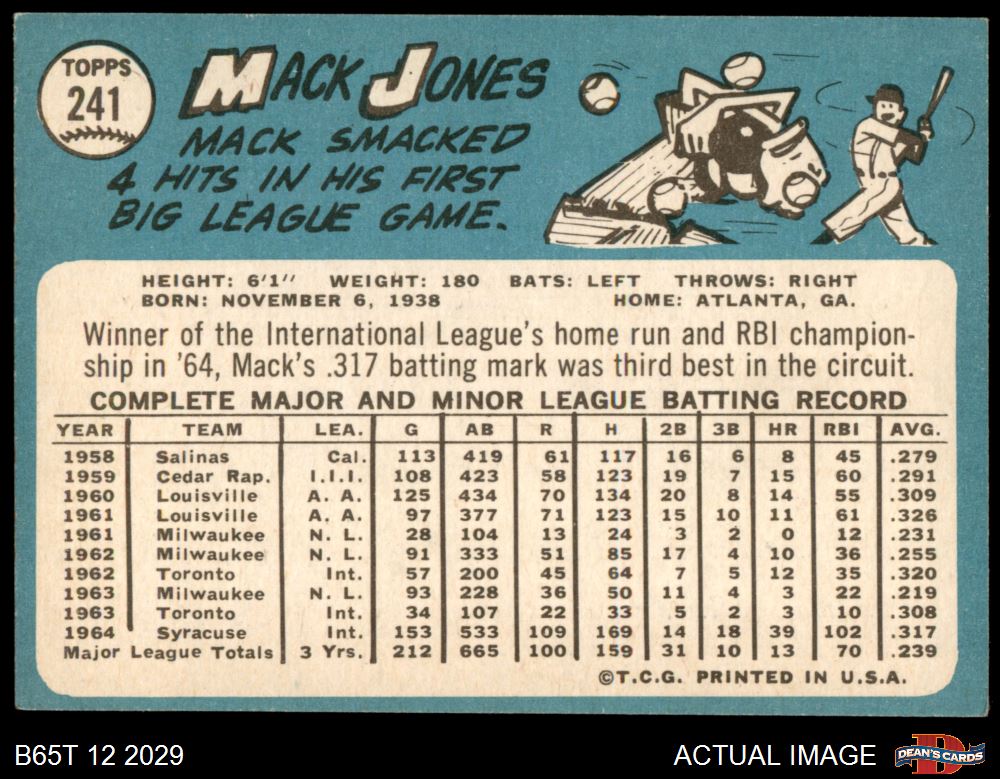 TOPPS
241
MACK JONES
MACK SMACKED
4 HITS IN HIS FIRST
BIG LEAGUE GAME.
HEIGHT: 6'1" WEIGHT: 180 BATS: LEFT THROWS: RIGHT
BORN: NOVEMBER 6, 1938 HOME: ATLANTA, GA.
Winner of the International League's home run and RBI champion-
ship in '64, Mack's .317 batting mark was third best in the circuit.
COMPLETE MAJOR AND MINOR LEAGUE BATTING RECORD
YEAR TEAM LEA. G AB R H 2B 3B HR RBI AVG.
1958 Salinas Cal. 113 419 61 117 16 6 8 45 .279
1959 Cedar Rap. I.I.I. 108 423 58 123 19 7 15 60 .291
1960 Louisville A. A. 125 434 70 134 20 8 14 55 .309
1961 Louisville A. A. 97 377 71 123 15 10 11 61 .326
1961 Milwaukee N. L. 28 104 13 24 3 2 0 12 .231
1962 Milwaukee N. L. 91 333 51 85 17 4 10 36 .255
1962 Toronto Int. 57 200 45 64 7 5 12 35 .320
1963 Milwaukee N. L. 93 228 36 50 11 4 3 22 .219
1963 Toronto Int. 34 107 22 33 5 2 3 10 .308
1964 Syracuse Int. 153 533 109 169 14 18 39 102 .317
Major League Totals 3 Yrs. 212 665 100 159 31 10 13 70 .239
©T.C.G. PRINTED IN U.S.A.
B65T 12 2029 ACTUAL IMAGE
DEAN'S CARDS